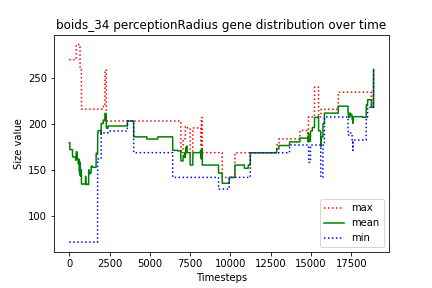 boids_34 perceptionRadius gene distribution over time
Size value
250
200
150
100
0
2500
5000
7500
10000
12500
15000
17500
Timesteps
max
mean
min